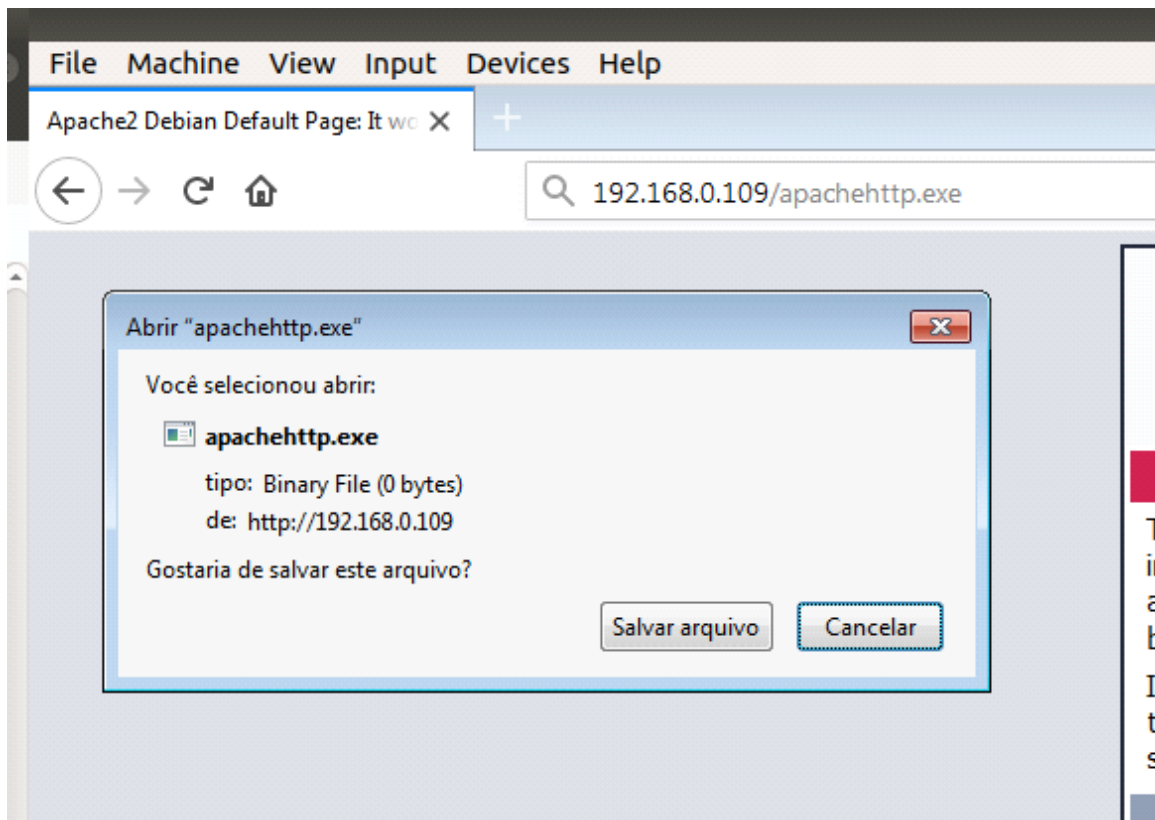 File Machine View Input Devices Help
Apache2 Debian Default Page: It wo
192.168.0.109/apachehttp.exe
Abrir "apachehttp.exe"
Você selecionou abrir:
apachehttp.exe
tipo: Binary File (0 bytes)
de: http://192.168.0.109
Gostaria de salvar este arquivo?
Salvar arquivo Cancelar